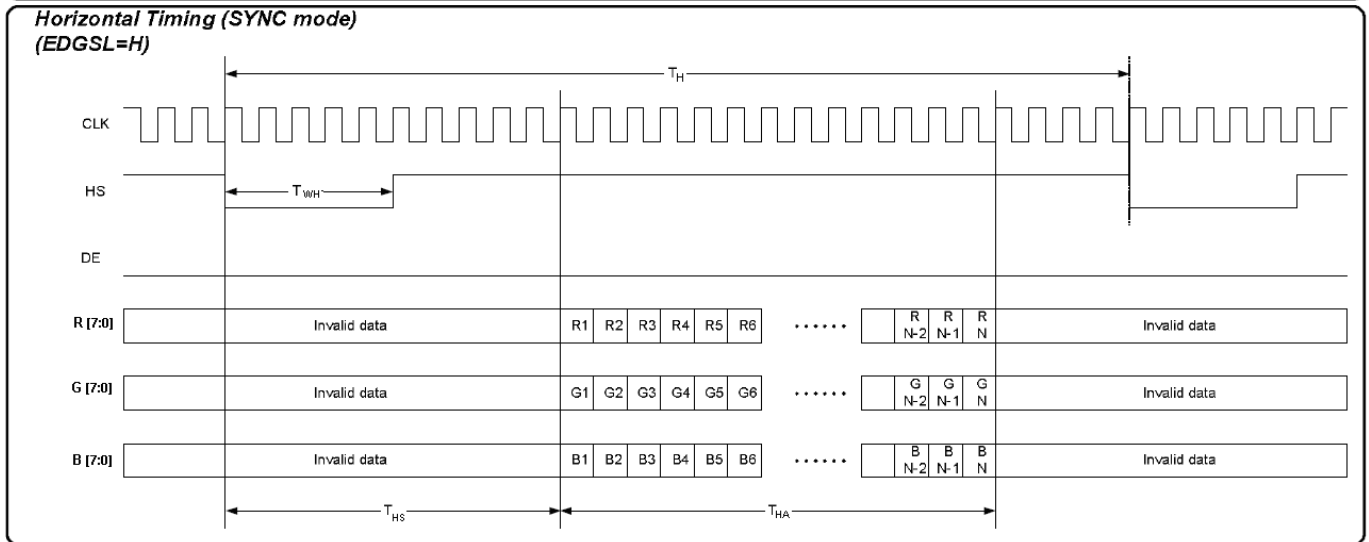 Horizontal Timing (SYNC mode)
(EDGSL=H)
TH
CLK
HS
TWH
DE
R [7:0] Invalid data R1 R2 R3 R4 R5 R6 ...... R N-2 R N-1 R N Invalid data
G [7:0] Invalid data G1 G2 G3 G4 G5 G6 ...... G N-2 G N-1 G N Invalid data
B [7:0] Invalid data B1 B2 B3 B4 B5 B6 ...... B N-2 B N-1 B N Invalid data
THS THA